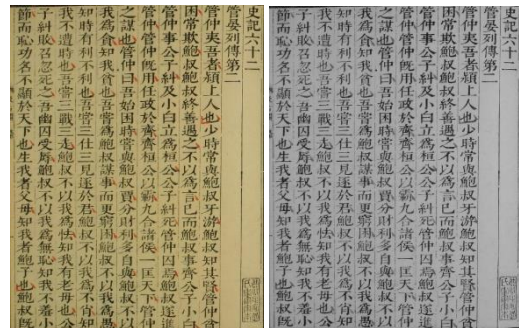 史記六十二
管晏列傳第二
管仲夷吾者潁上人也少時常與鮑叔牙游鮑叔知其賢管仲貧
困常欺鮑叔鮑叔終善遇之不以爲言已而鮑叔事齊公子小白
管仲事公子糾及小白立爲桓公公子糾死管仲囚焉鮑叔遂進
管仲管仲既用任政於齊齊桓公以霸九合諸侯一匡天下管仲
之謀也管仲曰吾始困時常與鮑叔賈分財利多自與鮑叔不以
我爲貪知我貧也吾嘗爲鮑叔謀事而更窮困鮑叔不以我爲愚
知時有利不利也吾嘗三仕三見逐於君鮑叔不以我爲不肖知
我不遭時也吾嘗三戰三走鮑叔不以我爲怯知我有老母也公
子糾敗召忽死之吾幽囚受辱鮑叔不以我爲無恥知我不羞小
節而恥功名不顯於天下也生我者父母知我者鮑子也鮑叔既
史記六十二
管晏列傳第二
管仲夷吾者潁上人也少時常與鮑叔牙游鮑叔知其賢管仲貧
困常欺鮑叔鮑叔終善遇之不以爲言已而鮑叔事齊公子小白
管仲事公子糾及小白立爲桓公公子糾死管仲囚焉鮑叔遂進
管仲管仲既用任政於齊齊桓公以霸九合諸侯一匡天下管仲
之謀也管仲曰吾始困時常與鮑叔賈分財利多自與鮑叔不以
我爲貪知我貧也吾嘗爲鮑叔謀事而更窮困鮑叔不以我爲愚
知時有利不利也吾嘗三仕三見逐於君鮑叔不以我爲不肖知
我不遭時也吾嘗三戰三走鮑叔不以我爲怯知我有老母也公
子糾敗召忽死之吾幽囚受辱鮑叔不以我爲無恥知我不羞小
節而恥功名不顯於天下也生我者父母知我者鮑子也鮑叔既